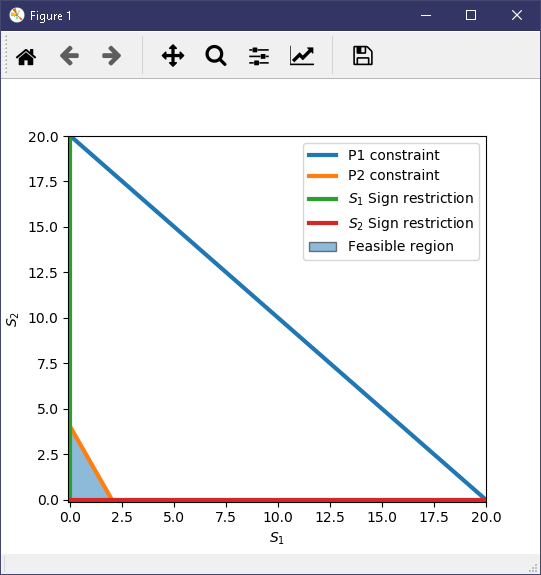 Figure 1
P1 constraint
P2 constraint
S₁ Sign restriction
S₂ Sign restriction
Feasible region
20.0
17.5
15.0
12.5
10.0
7.5
5.0
2.5
0.0
S₂
0.0 2.5 5.0 7.5 10.0 12.5 15.0 17.5 20.0
S₁